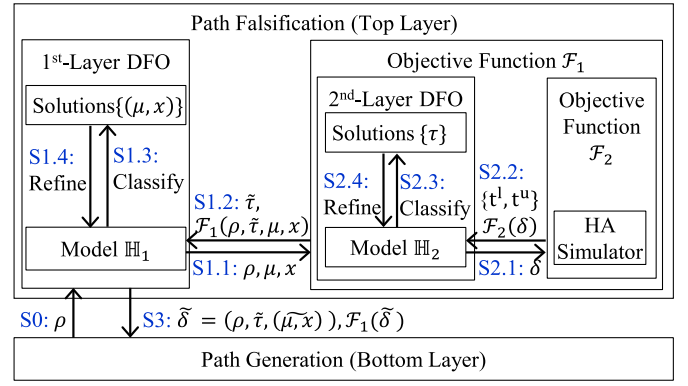 Path Falsification (Top Layer)
1st-Layer DFO
Solutions{(μ, x)}
S1.4:
Refine
S1.3:
Classify
Model ℍ₁
S1.2: τ̃,
ℱ₁(ρ, τ̃, μ, x)
S1.1: ρ, μ, x
Objective Function ℱ₁
2nd-Layer DFO
Solutions {τ}
S2.4:
Refine
S2.3:
Classify
Model ℍ₂
S2.2:
{tˡ, tᵘ}
ℱ₂(δ)
S2.1: δ
Objective
Function
ℱ₂
HA
Simulator
S0: ρ
S3: δ̃ = (ρ, τ̃, (μ, x)~ ), ℱ₁(δ̃)
Path Generation (Bottom Layer)